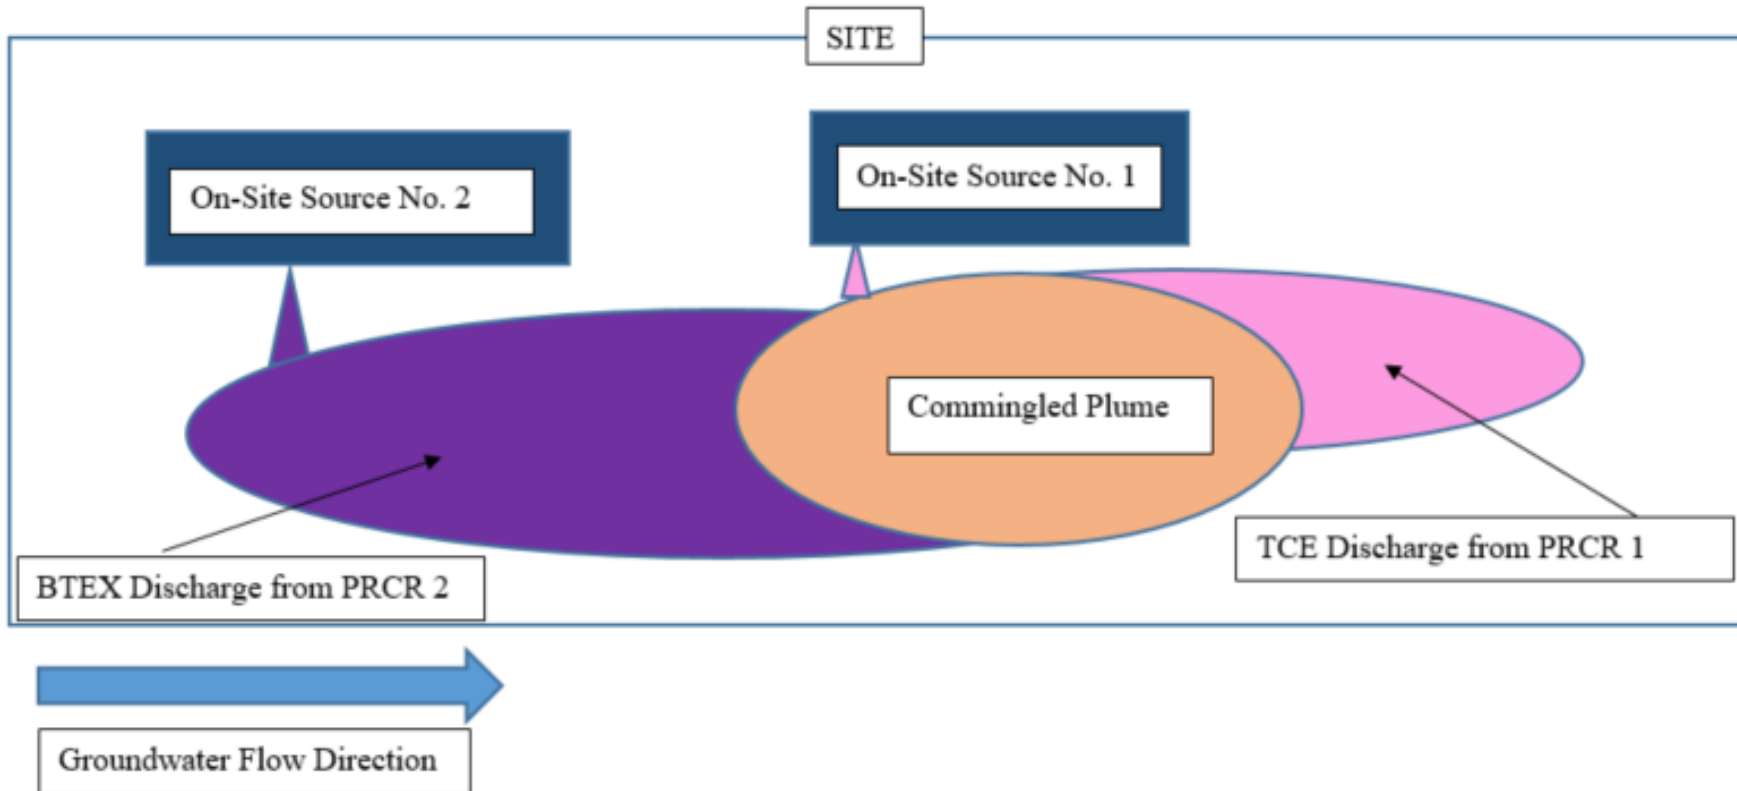 SITE
On-Site Source No. 2
On-Site Source No. 1
Commingled Plume
TCE Discharge from PRCR 1
BTEX Discharge from PRCR 2
Groundwater Flow Direction